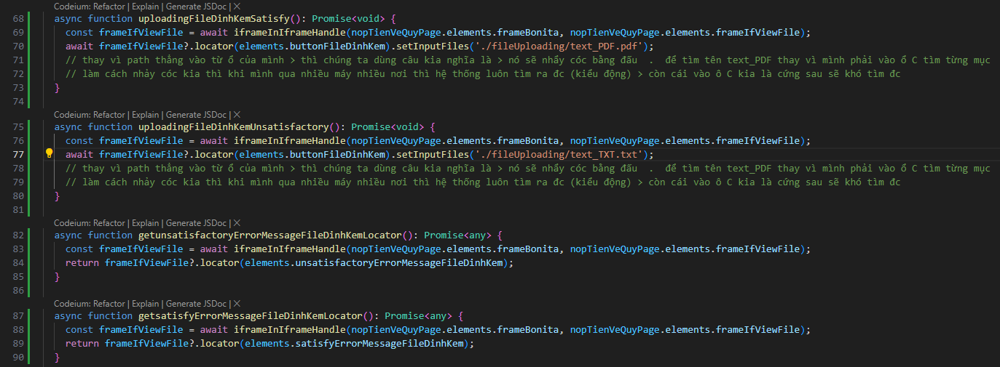 Codeium: Refactor | Explain | Generate JSDoc | X
68 async function uploadingFileDinhKemSatisfy(): Promise<void> {
69 const frameIfViewFile = await iframeInIframeHandle(nopTienVeQuyPage.elements.frameBonita, nopTienVeQuyPage.elements.frameIfViewFile);
70 await frameIfViewFile?.locator(elements.buttonFileDinhKem).setInputFiles('./fileUploading/text_PDF.pdf');
71 // thay vì path thẳng vào từ ổ của mình > thì chúng ta dùng câu kia nghĩa là > nó sẽ nhẩy cóc bằng đấu . để tìm tên text_PDF thay vì mình phải vào ổ C tìm từng mục
72 // làm cách nhảy cóc kia thì khi mình qua nhiều máy nhiều nơi thì hệ thống luôn tìm ra đc (kiểu động) > còn cái vào ô C kia là cứng sau sẽ khó tìm đc
73 }
74
Codeium: Refactor | Explain | Generate JSDoc | X
75 async function uploadingFileDinhKemUnsatisfactory(): Promise<void> {
76 const frameIfViewFile = await iframeInIframeHandle(nopTienVeQuyPage.elements.frameBonita, nopTienVeQuyPage.elements.frameIfViewFile);
77 await frameIfViewFile?.locator(elements.buttonFileDinhKem).setInputFiles('./fileUploading/text_TXT.txt');
78 // thay vì path thẳng vào từ ổ của mình > thì chúng ta dùng câu kia nghĩa là > nó sẽ nhẩy cóc bằng đấu . để tìm tên text_PDF thay vì mình phải vào ổ C tìm từng mục
79 // làm cách nhảy cóc kia thì khi mình qua nhiều máy nhiều nơi thì hệ thống luôn tìm ra đc (kiểu động) > còn cái vào ô C kia là cứng sau sẽ khó tìm đc
80 }
81
Codeium: Refactor | Explain | Generate JSDoc | X
82 async function getunsatisfactoryErrorMessageFileDinhKemLocator(): Promise<any> {
83 const frameIfViewFile = await iframeInIframeHandle(nopTienVeQuyPage.elements.frameBonita, nopTienVeQuyPage.elements.frameIfViewFile);
84 return frameIfViewFile?.locator(elements.unsatisfactoryErrorMessageFileDinhKem);
85 }
86
Codeium: Refactor | Explain | Generate JSDoc | X
87 async function getsatisfyErrorMessageFileDinhKemLocator(): Promise<any> {
88 const frameIfViewFile = await iframeInIframeHandle(nopTienVeQuyPage.elements.frameBonita, nopTienVeQuyPage.elements.frameIfViewFile);
89 return frameIfViewFile?.locator(elements.satisfyErrorMessageFileDinhKem);
90 }